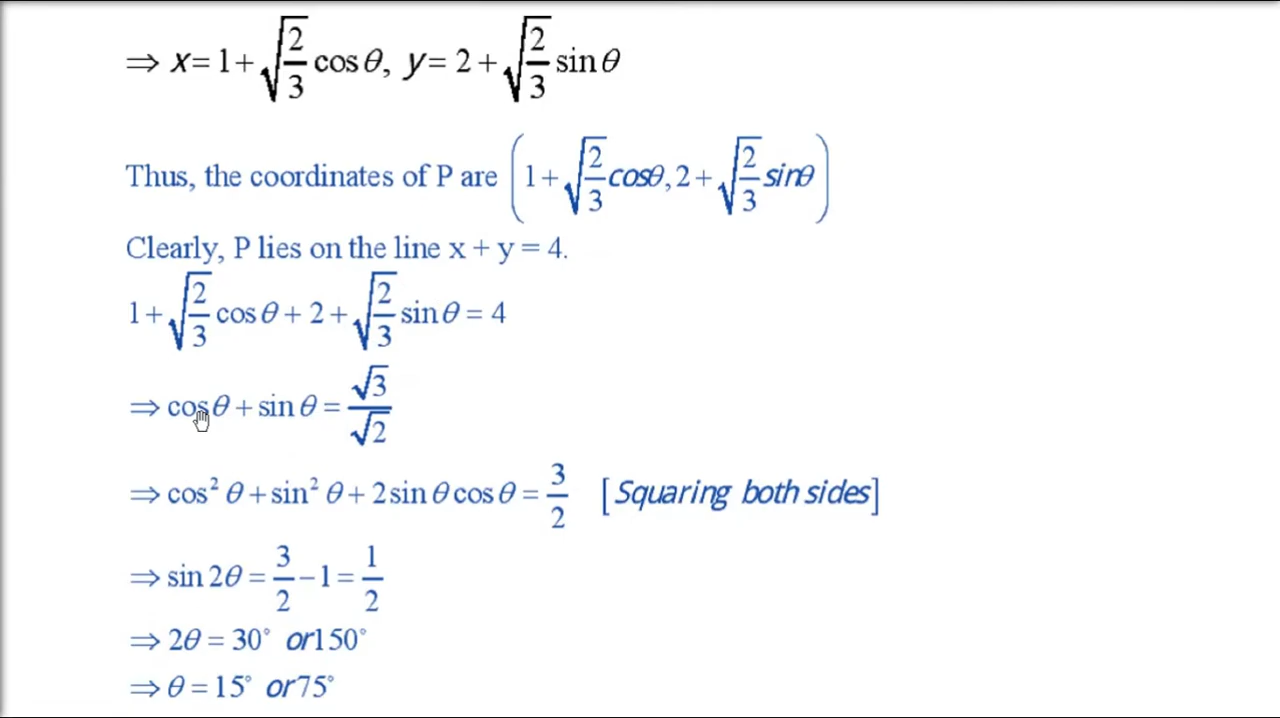 ⇒ x = 1 + √(2/3) cos θ, y = 2 + √(2/3) sin θ
Thus, the coordinates of P are (1 + √(2/3) cosθ, 2 + √(2/3) sinθ)
Clearly, P lies on the line x + y = 4.
1 + √(2/3) cos θ + 2 + √(2/3) sin θ = 4
⇒ cos θ + sin θ = √3/√2
⇒ cos² θ + sin² θ + 2 sin θ cos θ = 3/2 [Squaring both sides]
⇒ sin 2θ = 3/2 − 1 = 1/2
⇒ 2θ = 30° or 150°
⇒ θ = 15° or 75°